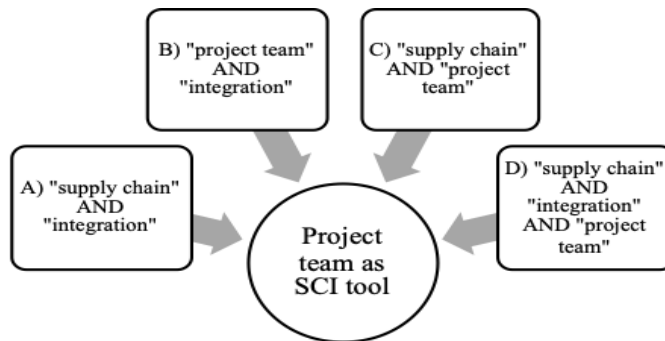 A) "supply chain"
AND
"integration"
B) "project team"
AND
"integration"
C) "supply chain"
AND "project
team"
D) "supply chain"
AND
"integration"
AND "project
team"
Project
team as
SCI tool